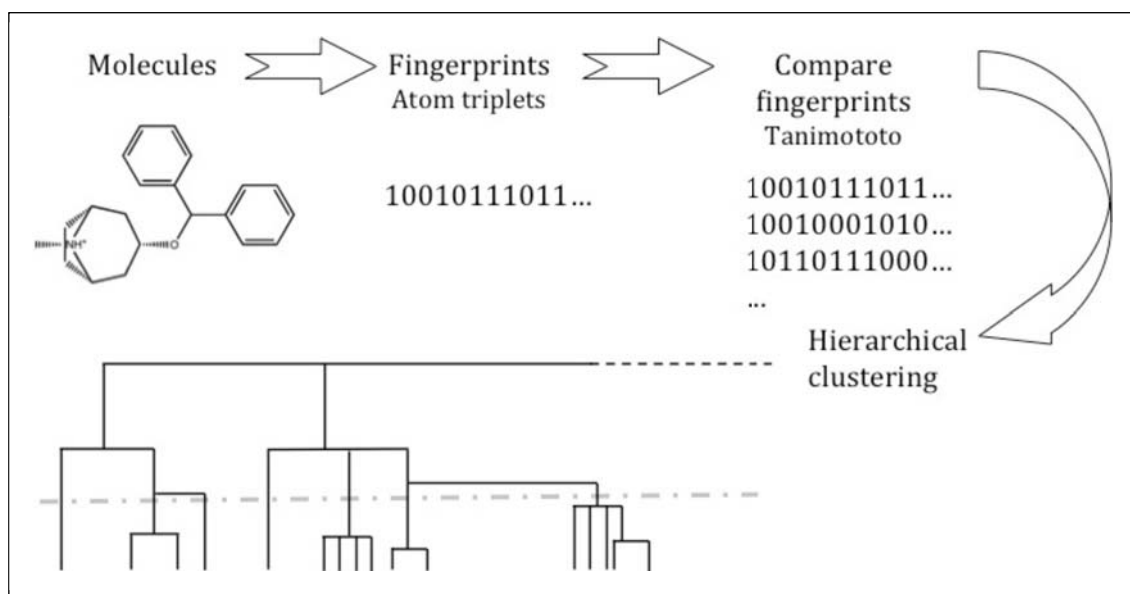 Molecules
Fingerprints
Atom triplets
Compare
fingerprints
Tanimototo
NH⁺
O
10010111011...
10010111011...
10010001010...
10110111000...
...
Hierarchical
clustering